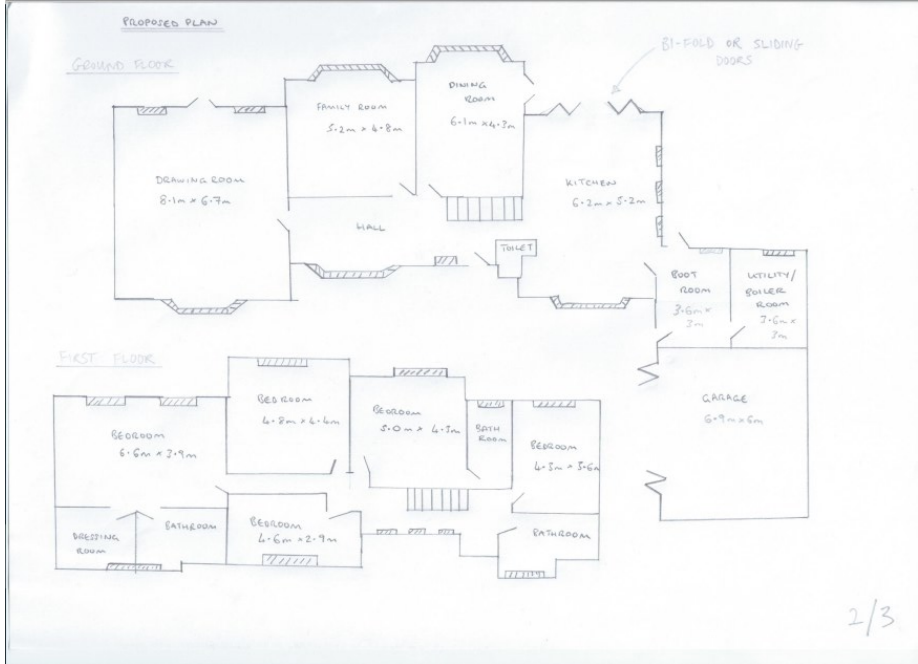 PROPOSED PLAN
GROUND FLOOR
BI-FOLD OR SLIDING
DOORS
DRAWING ROOM
8.1m x 6.7m
FAMILY ROOM
5.2m x 4.8m
DINING
ROOM
6.1m x 4.3m
KITCHEN
6.2m x 5.2m
HALL
TOILET
BOOT
ROOM
3.6m x
3m
UTILITY/
BOILER
ROOM
3.6m x
3m
GARAGE
6.9m x 6m
FIRST FLOOR
BEDROOM
6.6m x 3.9m
BEDROOM
4.8m x 4.4m
BEDROOM
5.0m x 4.3m
BATH
ROOM
BEDROOM
4.3m x 3.6m
DRESSING
ROOM
BATHROOM
BEDROOM
4.6m x 2.9m
BATHROOM
2/3